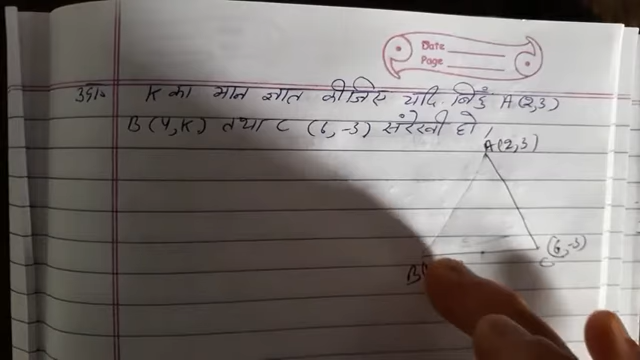 Date
Page
उदा० K का मान ज्ञात कीजिए यदि बिंदु A(2,3)
B(4,K) तथा C (6,-3) संरेखी हो,
A(2,3)
(6,-3)
C
B